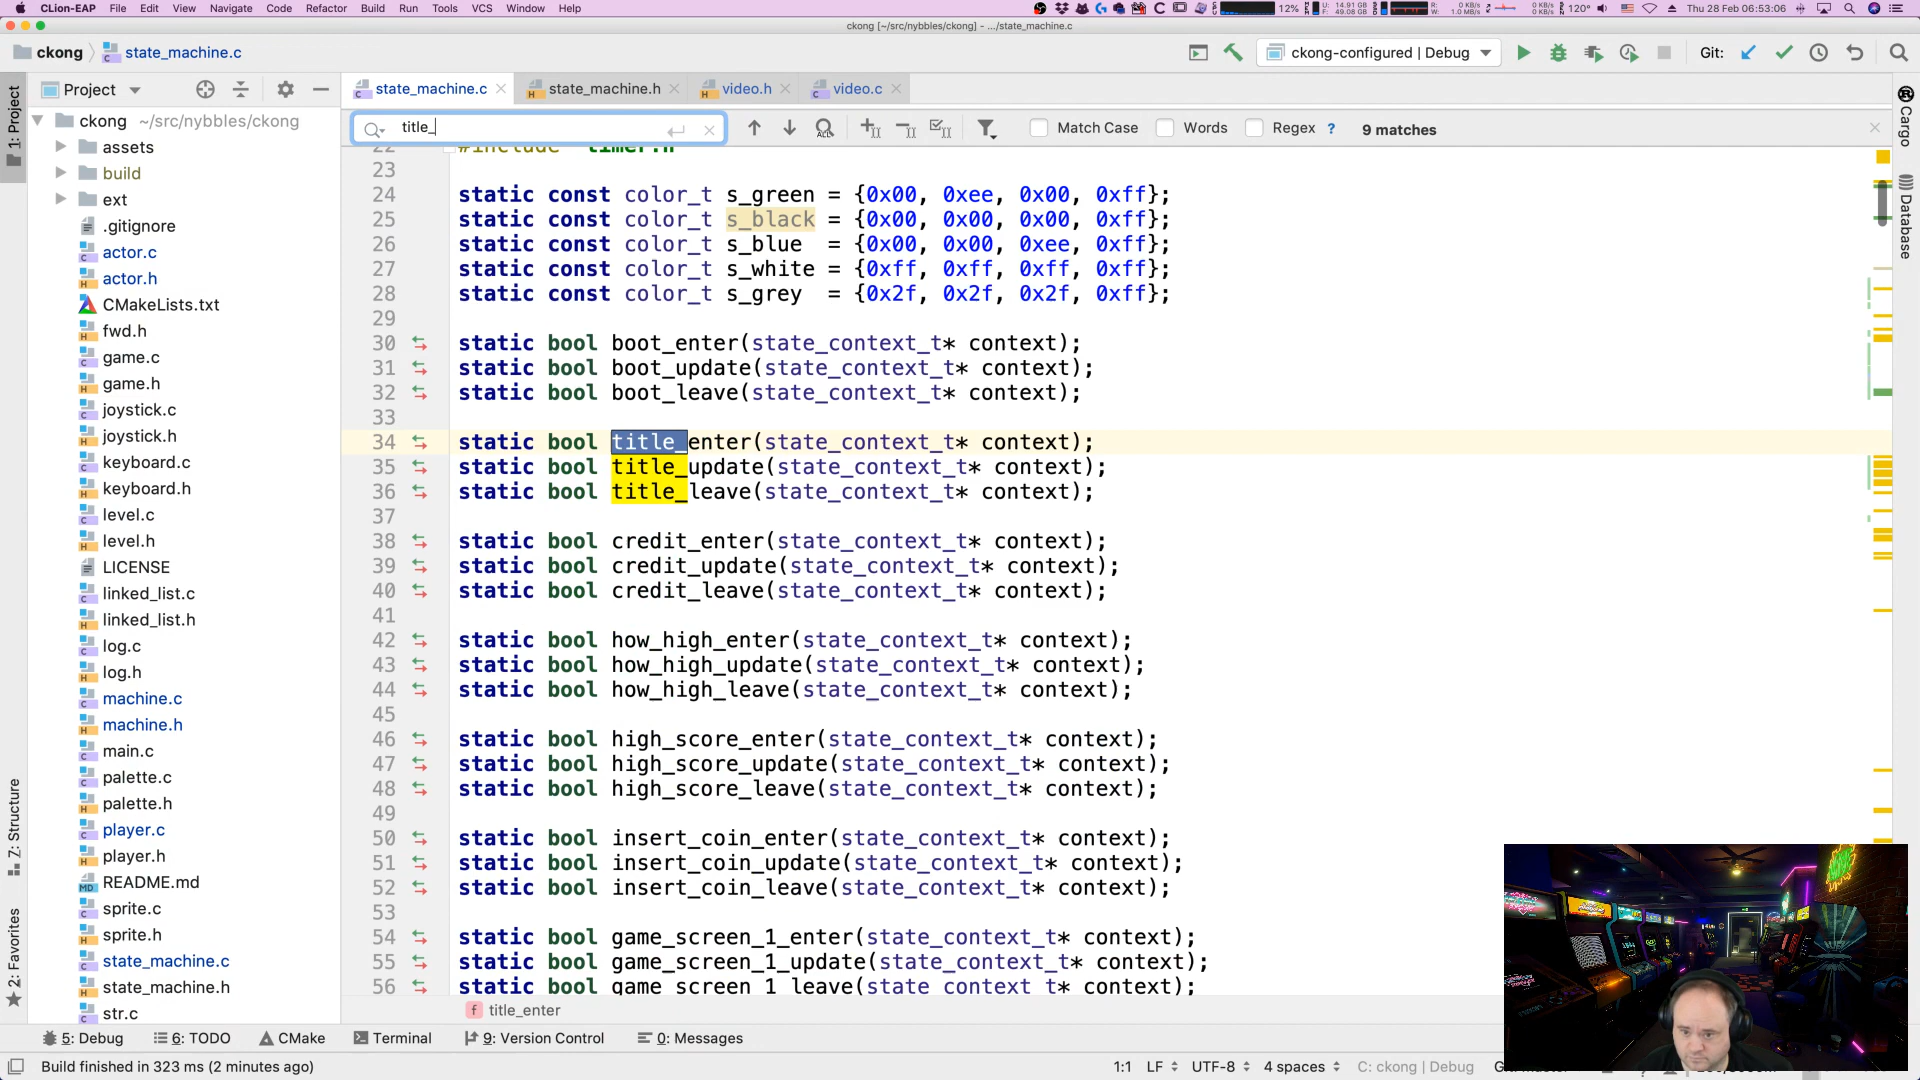 CLion-EAP File Edit View Navigate Code Refactor Build Run Tools VCS Window Help 12% 120° Thu 28 Feb 06:53:06
ckong [~/src/nybbles/ckong] - .../state_machine.c
ckong state_machine.c ckong-configured | Debug Git:
Project
state_machine.c state_machine.h video.h video.c
title_ Match Case Words Regex ? 9 matches
1: Project
Z: Structure
2: Favorites
Cargo
Database
ckong ~/src/nybbles/ckong
assets
build
ext
.gitignore
actor.c
actor.h
CMakeLists.txt
fwd.h
game.c
game.h
joystick.c
joystick.h
keyboard.c
keyboard.h
level.c
level.h
LICENSE
linked_list.c
linked_list.h
log.c
log.h
machine.c
machine.h
main.c
palette.c
palette.h
player.c
player.h
README.md
sprite.c
sprite.h
state_machine.c
state_machine.h
str.c
22 #include "timer.h"
23
24 static const color_t s_green = {0x00, 0xee, 0x00, 0xff};
25 static const color_t s_black = {0x00, 0x00, 0x00, 0xff};
26 static const color_t s_blue  = {0x00, 0x00, 0xee, 0xff};
27 static const color_t s_white = {0xff, 0xff, 0xff, 0xff};
28 static const color_t s_grey  = {0x2f, 0x2f, 0x2f, 0xff};
29
30 static bool boot_enter(state_context_t* context);
31 static bool boot_update(state_context_t* context);
32 static bool boot_leave(state_context_t* context);
33
34 static bool title_enter(state_context_t* context);
35 static bool title_update(state_context_t* context);
36 static bool title_leave(state_context_t* context);
37
38 static bool credit_enter(state_context_t* context);
39 static bool credit_update(state_context_t* context);
40 static bool credit_leave(state_context_t* context);
41
42 static bool how_high_enter(state_context_t* context);
43 static bool how_high_update(state_context_t* context);
44 static bool how_high_leave(state_context_t* context);
45
46 static bool high_score_enter(state_context_t* context);
47 static bool high_score_update(state_context_t* context);
48 static bool high_score_leave(state_context_t* context);
49
50 static bool insert_coin_enter(state_context_t* context);
51 static bool insert_coin_update(state_context_t* context);
52 static bool insert_coin_leave(state_context_t* context);
53
54 static bool game_screen_1_enter(state_context_t* context);
55 static bool game_screen_1_update(state_context_t* context);
56 static bool game_screen_1_leave(state_context_t* context);
f title_enter
5: Debug 6: TODO CMake Terminal 9: Version Control 0: Messages
Build finished in 323 ms (2 minutes ago) 1:1 LF UTF-8 4 spaces C: ckong | Debug